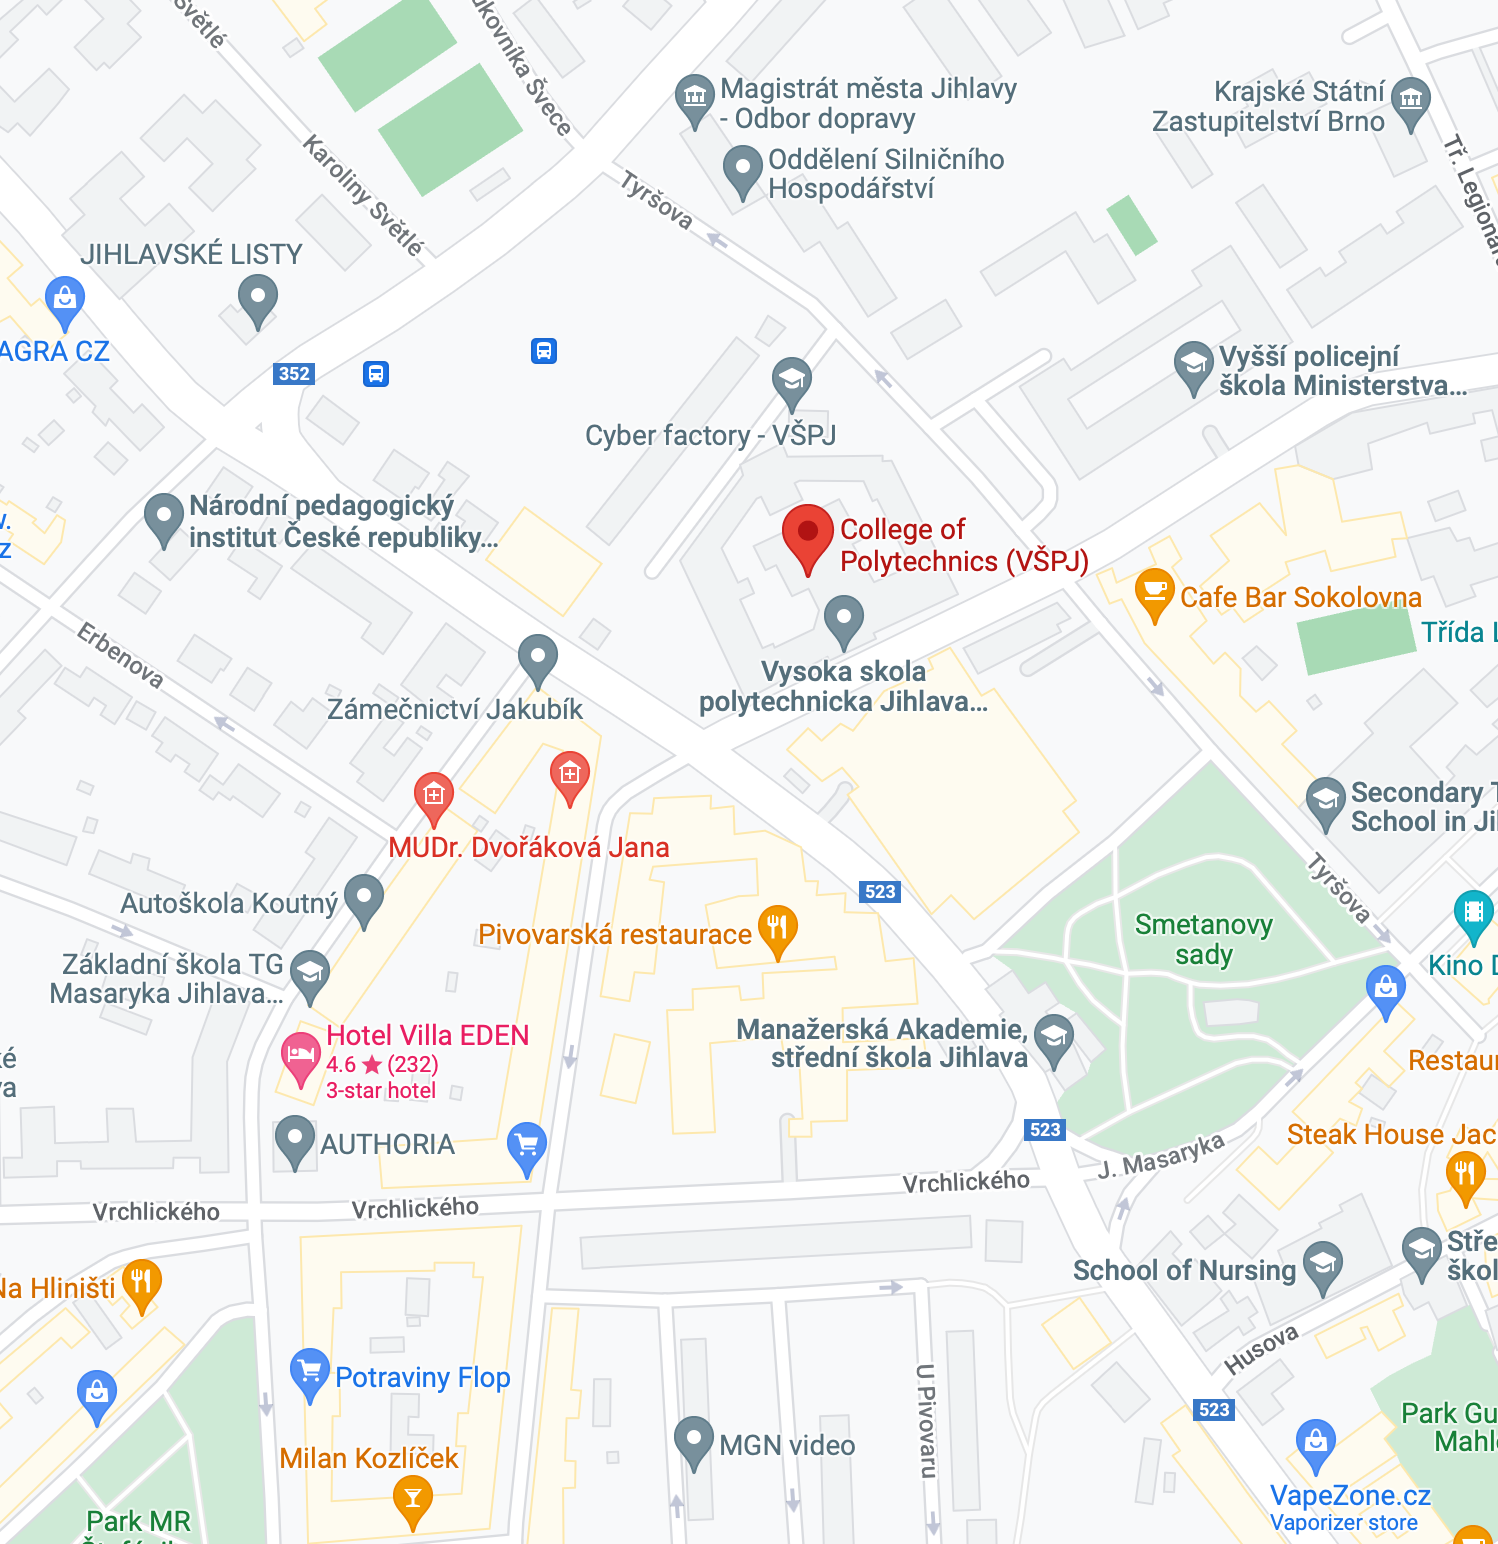 Světlé
ukovníka Švece
Magistrát města Jihlavy
- Odbor dopravy
Krajské Státní
Zastupitelství Brno
Karoliny Světlé
Oddělení Silničního
Hospodářství
Tyršova
Tř. Legionář
JIHLAVSKÉ LISTY
AGRA CZ
352
Vyšší policejní
škola Ministerstva...
Cyber factory - VŠPJ
Národní pedagogický
institut České republiky...
College of
Polytechnics (VŠPJ)
Cafe Bar Sokolovna
Třída L
Erbenova
Vysoka skola
polytechnicka Jihlava...
Zámečnictví Jakubík
Secondary T
School in Ji
MUDr. Dvořáková Jana
Tyršova
523
Autoškola Koutný
Pivovarská restaurace
Smetanovy
sady
Kino D
Základní škola TG
Masaryka Jihlava...
Hotel Villa EDEN
4.6 ★ (232)
3-star hotel
Manažerská Akademie,
střední škola Jihlava
ké
va
Restaur
523
Steak House Jac
AUTHORIA
J. Masaryka
Vrchlického
Vrchlického
Vrchlického
Stře
škol
School of Nursing
Na Hliništi
Husova
Potraviny Flop
U Pivovaru
523
Park Gu
Mahl
MGN video
Milan Kozlíček
VapeZone.cz
Vaporizer store
Park MR